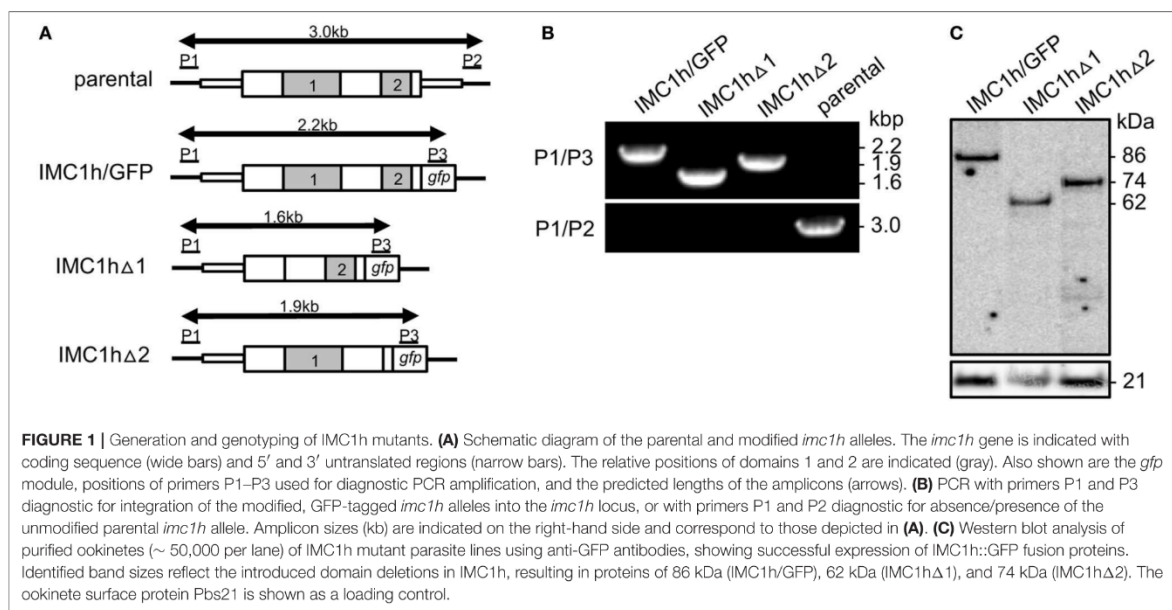 A
3.0kb
P1
P2
parental
1
2
2.2kb
P1
P3
IMC1h/GFP
1
2
gfp
1.6kb
P1
P3
IMC1hΔ1
2
gfp
1.9kb
P1
P3
IMC1hΔ2
1
gfp
B
IMC1h/GFP
IMC1hΔ1
IMC1hΔ2
parental
kbp
P1/P3
- 2.2
- 1.9
- 1.6
P1/P2
- 3.0
C
IMC1h/GFP
IMC1hΔ1
IMC1hΔ2
kDa
- 86
- 74
- 62
- 21
FIGURE 1 | Generation and genotyping of IMC1h mutants. (A) Schematic diagram of the parental and modified imc1h alleles. The imc1h gene is indicated with
coding sequence (wide bars) and 5′ and 3′ untranslated regions (narrow bars). The relative positions of domains 1 and 2 are indicated (gray). Also shown are the gfp
module, positions of primers P1–P3 used for diagnostic PCR amplification, and the predicted lengths of the amplicons (arrows). (B) PCR with primers P1 and P3
diagnostic for integration of the modified, GFP-tagged imc1h alleles into the imc1h locus, or with primers P1 and P2 diagnostic for absence/presence of the
unmodified parental imc1h allele. Amplicon sizes (kb) are indicated on the right-hand side and correspond to those depicted in (A). (C) Western blot analysis of
purified ookinetes (∼ 50,000 per lane) of IMC1h mutant parasite lines using anti-GFP antibodies, showing successful expression of IMC1h::GFP fusion proteins.
Identified band sizes reflect the introduced domain deletions in IMC1h, resulting in proteins of 86 kDa (IMC1h/GFP), 62 kDa (IMC1hΔ1), and 74 kDa (IMC1hΔ2). The
ookinete surface protein Pbs21 is shown as a loading control.